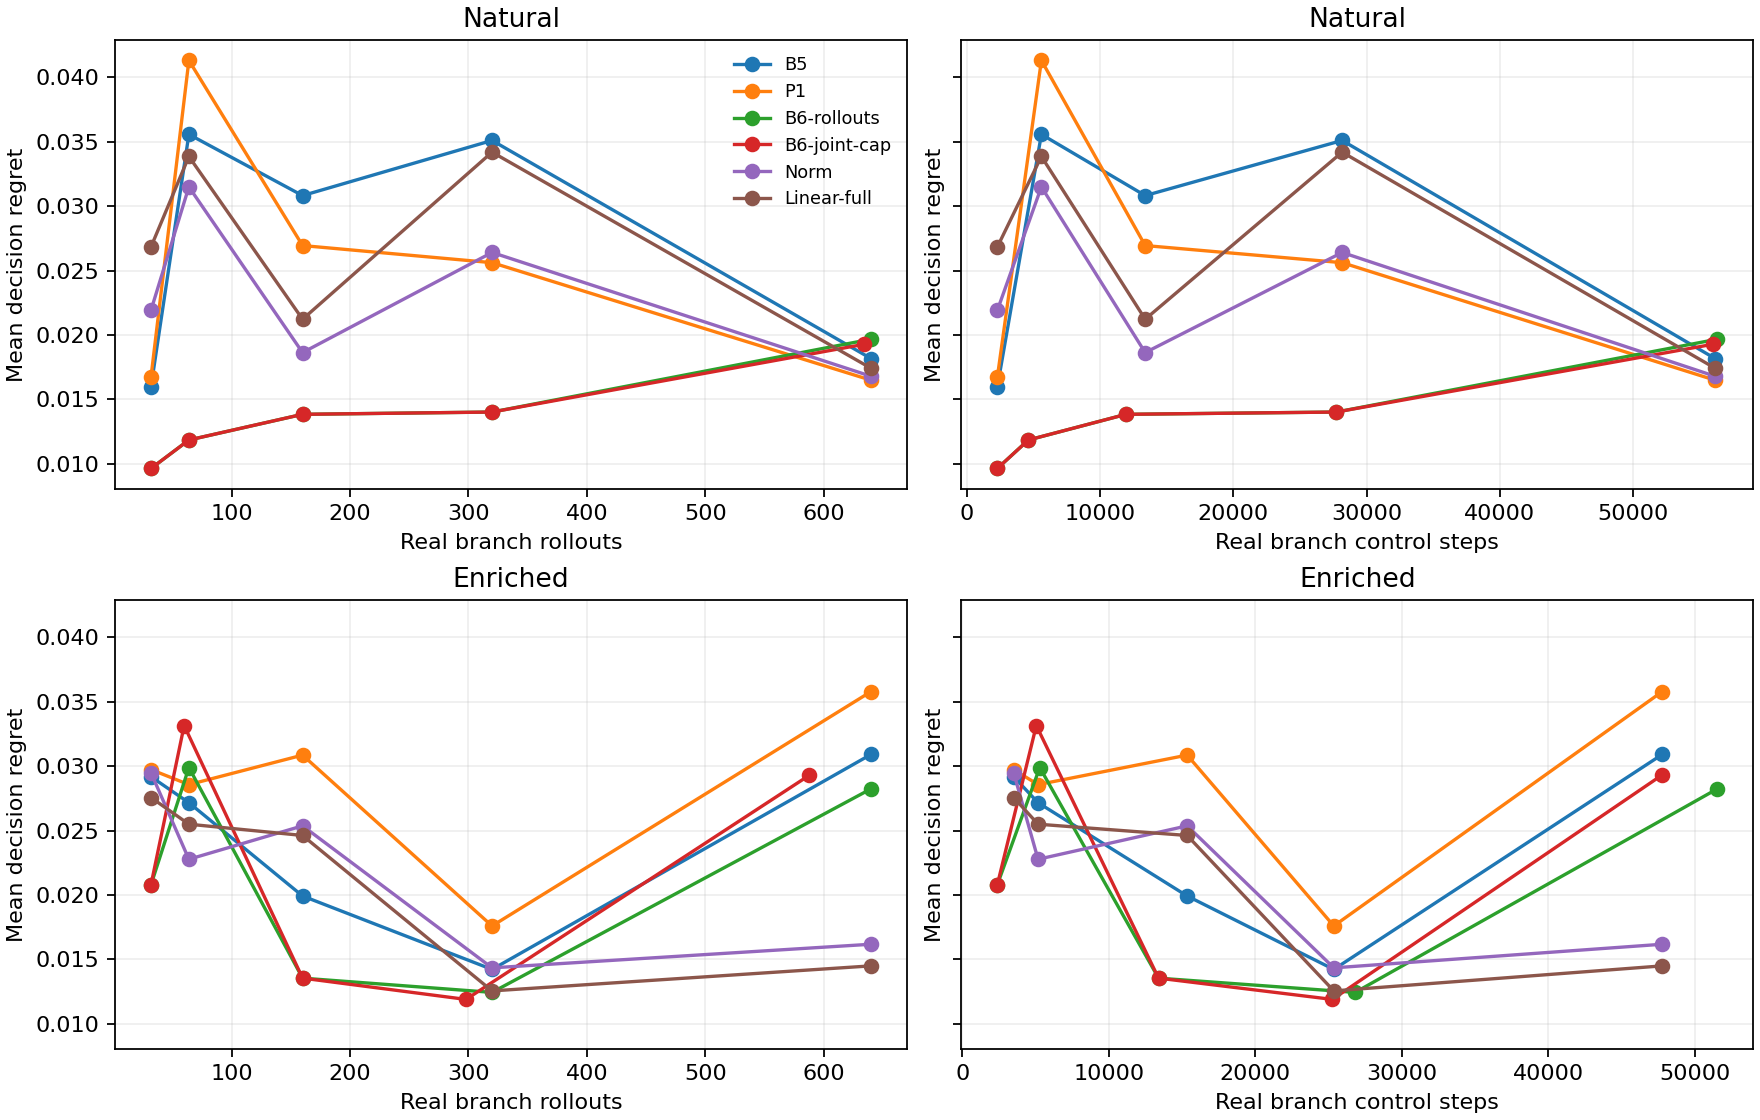 Natural
Natural
0.040
0.035
0.030
0.025
0.020
0.015
0.010
Mean decision regret
B5
P1
B6-rollouts
B6-joint-cap
Norm
Linear-full
100 200 300 400 500 600
Real branch rollouts
Mean decision regret
0 10000 20000 30000 40000 50000
Real branch control steps
Enriched
Enriched
0.040
0.035
0.030
0.025
0.020
0.015
0.010
Mean decision regret
100 200 300 400 500 600
Real branch rollouts
Mean decision regret
0 10000 20000 30000 40000 50000
Real branch control steps